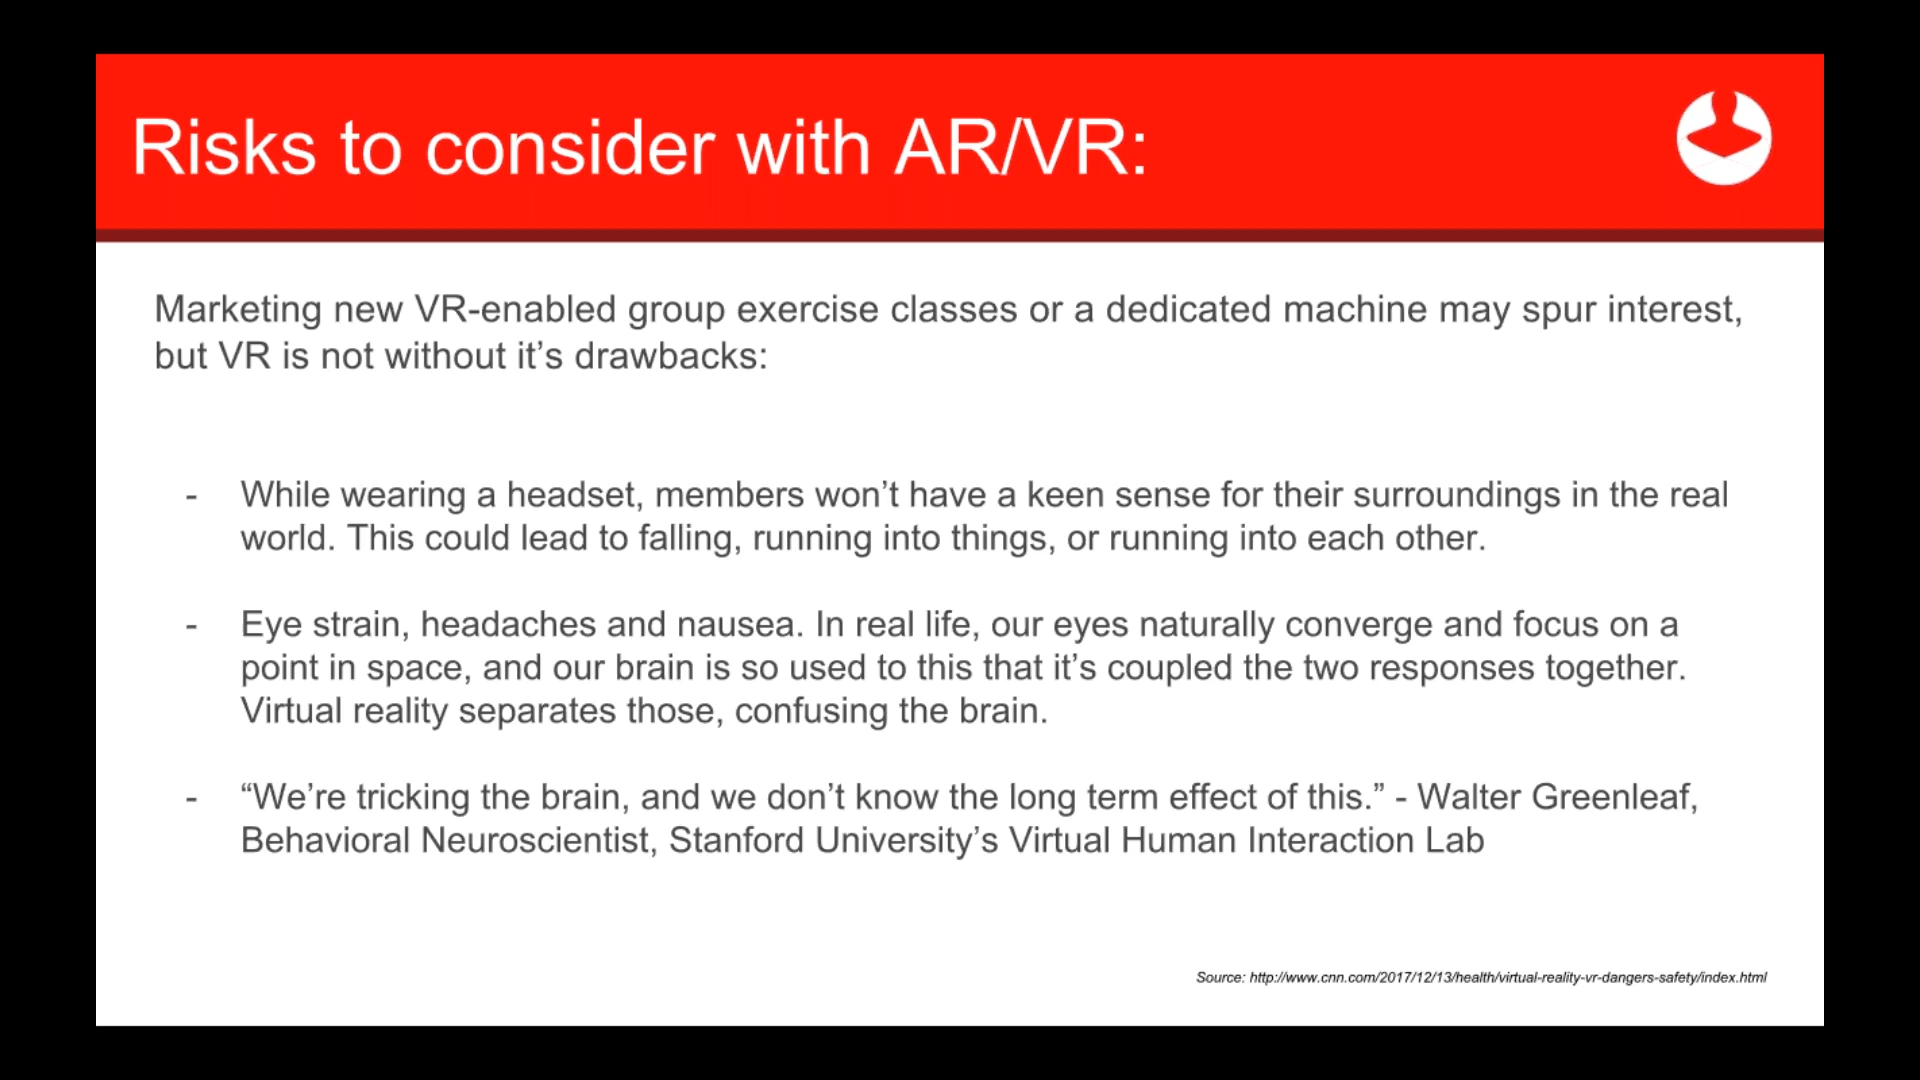 Risks to consider with AR/VR:
Marketing new VR-enabled group exercise classes or a dedicated machine may spur interest,
but VR is not without it’s drawbacks:
- While wearing a headset, members won’t have a keen sense for their surroundings in the real
world. This could lead to falling, running into things, or running into each other.
- Eye strain, headaches and nausea. In real life, our eyes naturally converge and focus on a
point in space, and our brain is so used to this that it’s coupled the two responses together.
Virtual reality separates those, confusing the brain.
- “We’re tricking the brain, and we don’t know the long term effect of this.” - Walter Greenleaf,
Behavioral Neuroscientist, Stanford University’s Virtual Human Interaction Lab
Source: http://www.cnn.com/2017/12/13/health/virtual-reality-vr-dangers-safety/index.html